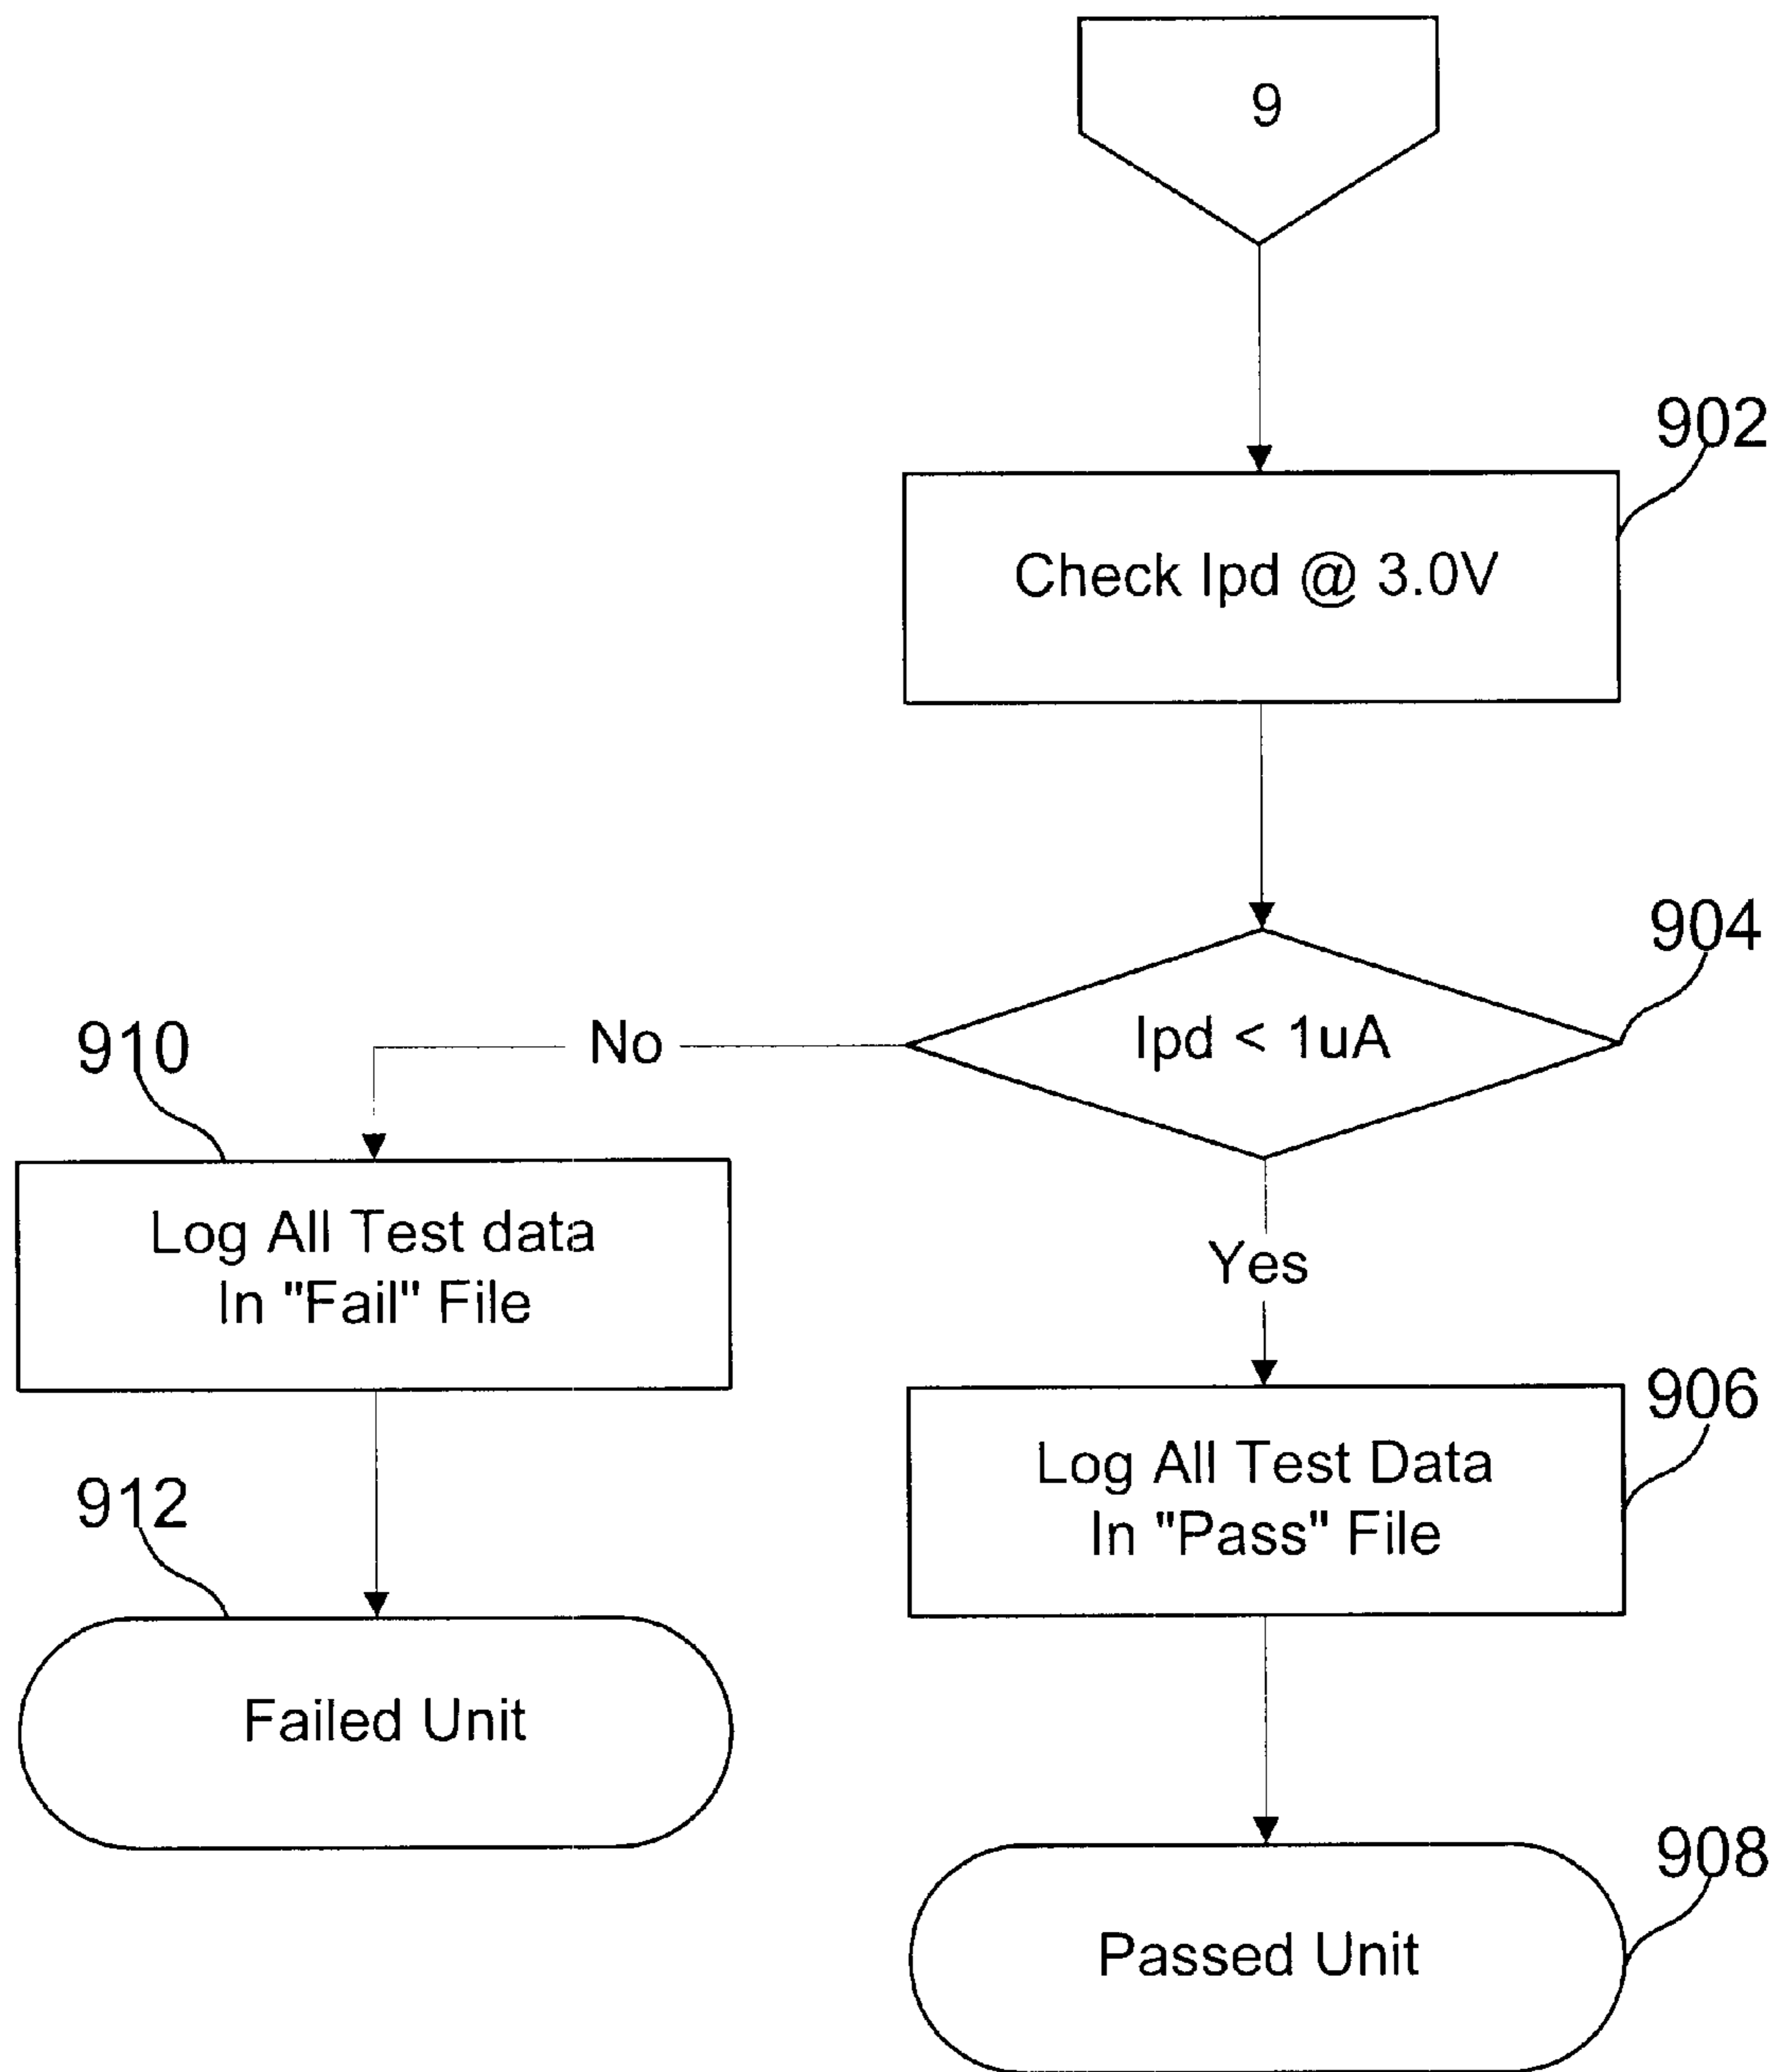 9
902
Check Ipd @ 3.0V
904
Ipd < 1uA
No
910
Log All Test data
In "Fail" File
Yes
906
Log All Test Data
In "Pass" File
912
Failed Unit
908
Passed Unit